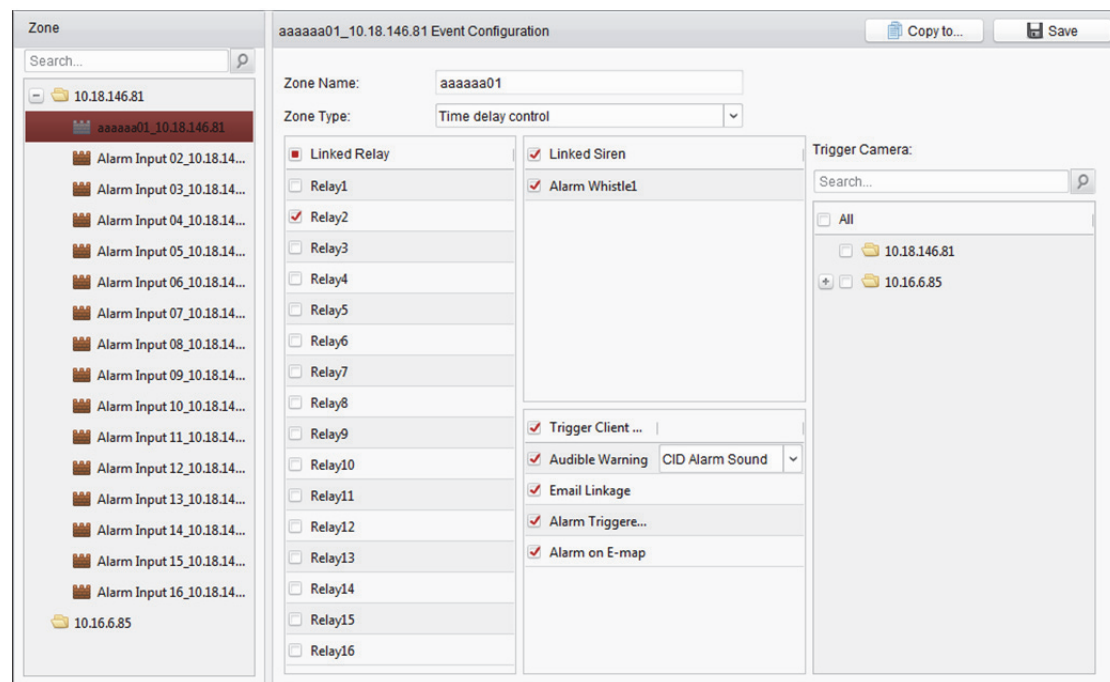 Zone
Search...
10.18.146.81
aaaaaa01_10.18.146.81
Alarm Input 02_10.18.14...
Alarm Input 03_10.18.14...
Alarm Input 04_10.18.14...
Alarm Input 05_10.18.14...
Alarm Input 06_10.18.14...
Alarm Input 07_10.18.14...
Alarm Input 08_10.18.14...
Alarm Input 09_10.18.14...
Alarm Input 10_10.18.14...
Alarm Input 11_10.18.14...
Alarm Input 12_10.18.14...
Alarm Input 13_10.18.14...
Alarm Input 14_10.18.14...
Alarm Input 15_10.18.14...
Alarm Input 16_10.18.14...
10.16.6.85
aaaaaa01_10.18.146.81 Event Configuration
Copy to...
Save
Zone Name: aaaaaa01
Zone Type: Time delay control
Linked Relay
Relay1
Relay2
Relay3
Relay4
Relay5
Relay6
Relay7
Relay8
Relay9
Relay10
Relay11
Relay12
Relay13
Relay14
Relay15
Relay16
Linked Siren
Alarm Whistle1
Trigger Client ...
Audible Warning CID Alarm Sound
Email Linkage
Alarm Triggere...
Alarm on E-map
Trigger Camera:
Search...
All
10.18.146.81
10.16.6.85